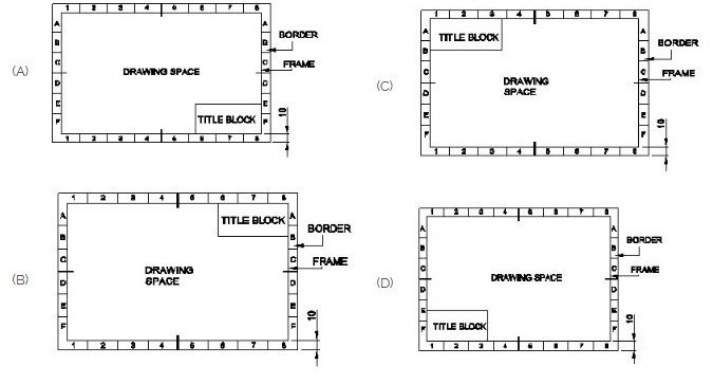 (A)
1 2 3 4 5 6 7 8
A A
B B
C C
D D
E E
F F
DRAWING SPACE
TITLE BLOCK
BORDER
FRAME
10
1 2 3 4 5 6 7 8
(B)
1 2 3 4 5 6 7 8
A A
B B
C C
D D
E E
F F
TITLE BLOCK
DRAWING
SPACE
BORDER
FRAME
10
1 2 3 4 5 6 7 8
(C)
1 2 3 4 5 6 7 8
A A
B B
C C
D D
E E
F F
TITLE BLOCK
DRAWING
SPACE
BORDER
FRAME
10
1 2 3 4 5 6 7 8
(D)
1 2 3 4 5 6 7 8
A A
B B
C C
D D
E E
F F
DRAWING SPACE
TITLE BLOCK
BORDER
FRAME
10
1 2 3 4 5 6 7 8